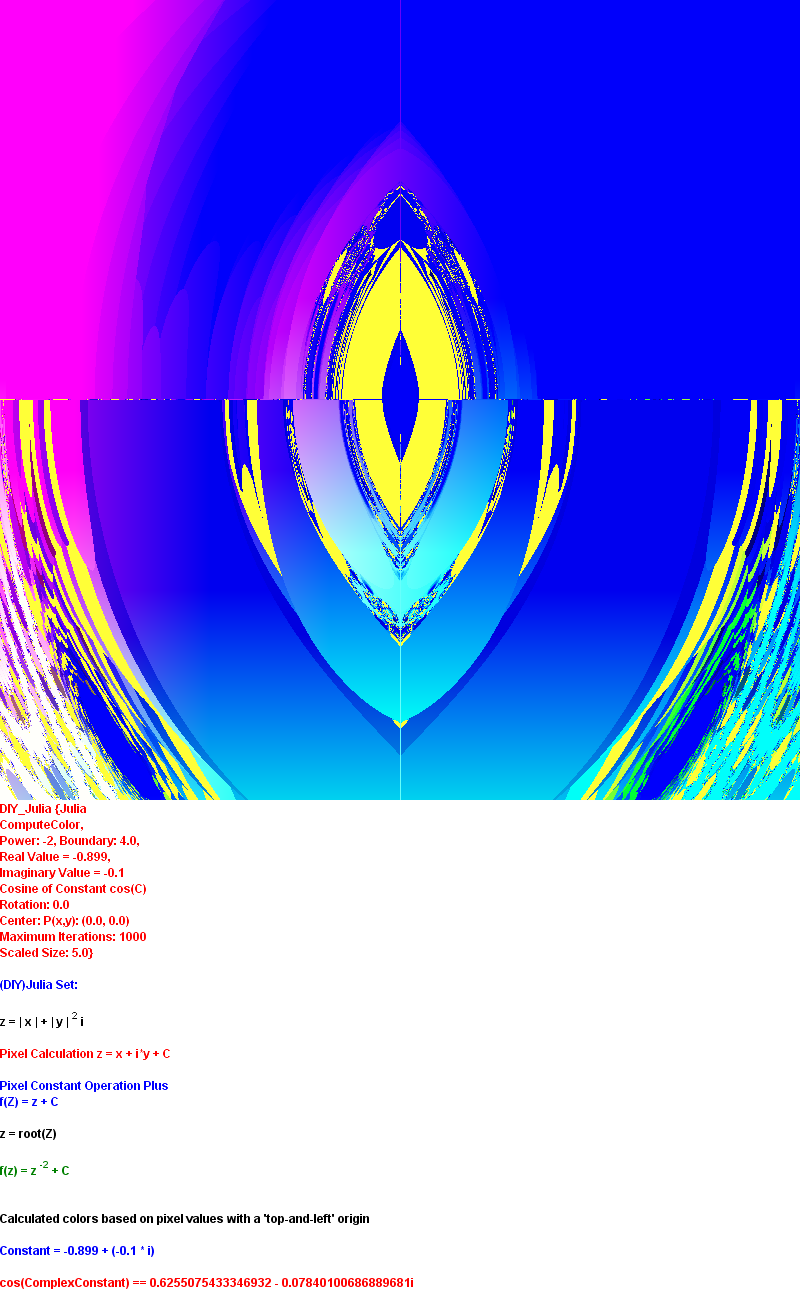 DIY_Julia {Julia
ComputeColor,
Power: -2, Boundary: 4.0,
Real Value = -0.899,
Imaginary Value = -0.1
Cosine of Constant cos(C)
Rotation: 0.0
Center: P(x,y): (0.0, 0.0)
Maximum Iterations: 1000
Scaled Size: 5.0}
(DIY)Julia Set:
z = | x | + | y | 2 i
Pixel Calculation z = x + i*y + C
Pixel Constant Operation Plus
f(Z) = z + C
z = root(Z)
f(z) = z -2 + C
Calculated colors based on pixel values with a 'top-and-left' origin
Constant = -0.899 + (-0.1 * i)
cos(ComplexConstant) == 0.6255075433346932 - 0.07840100686889681i